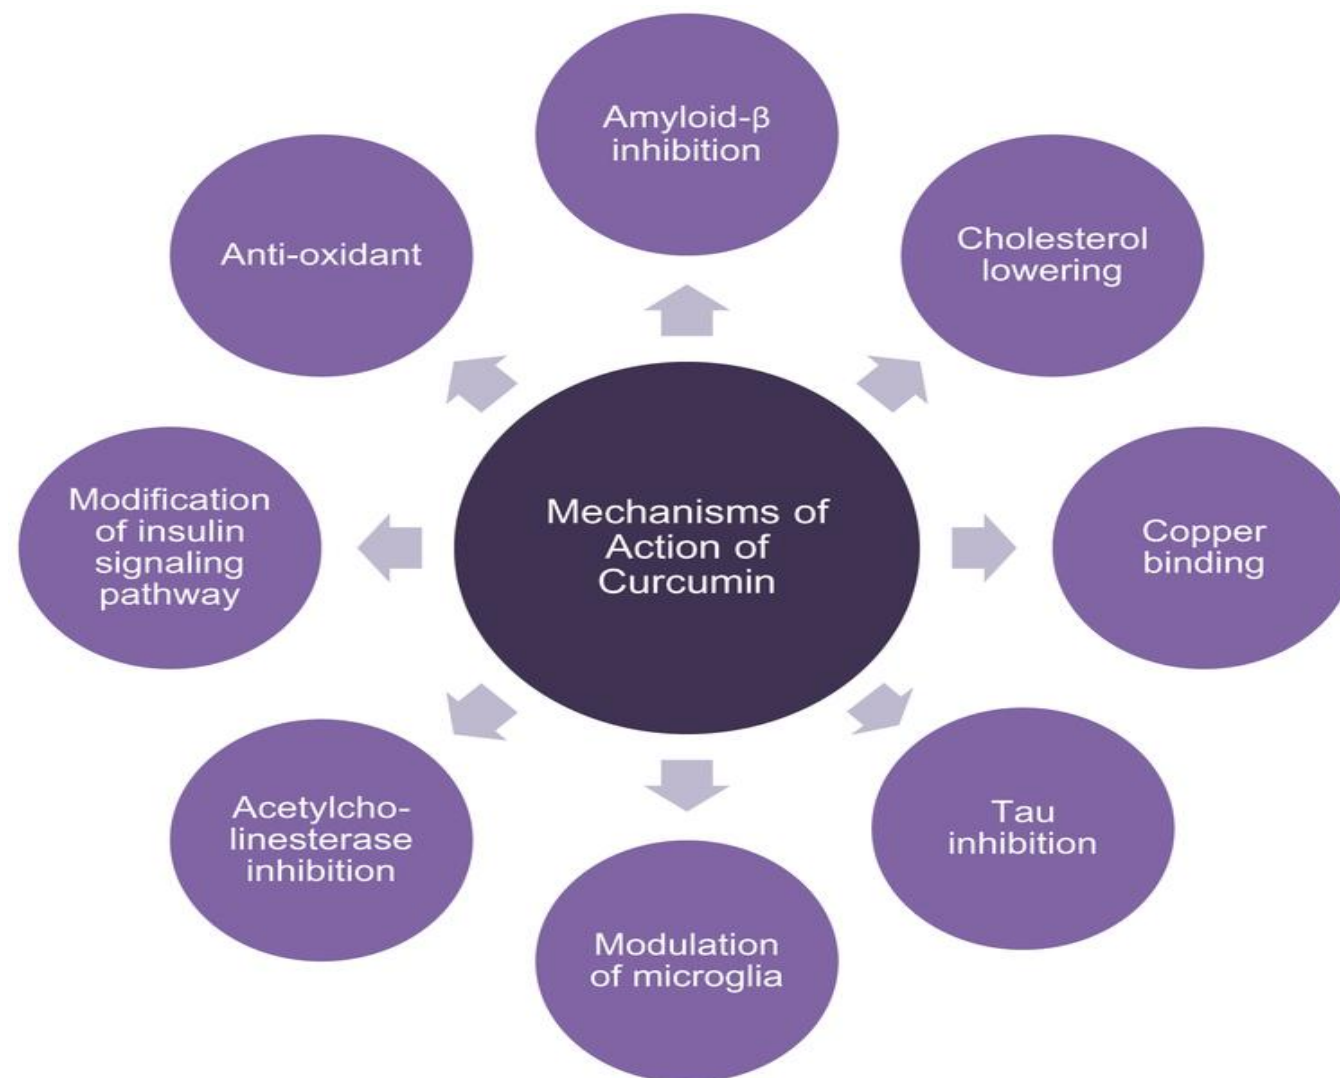 Amyloid-β
inhibition
Anti-oxidant
Cholesterol
lowering
Modification
of insulin
signaling
pathway
Mechanisms of
Action of
Curcumin
Copper
binding
Acetylcho-
linesterase
inhibition
Tau
inhibition
Modulation
of microglia